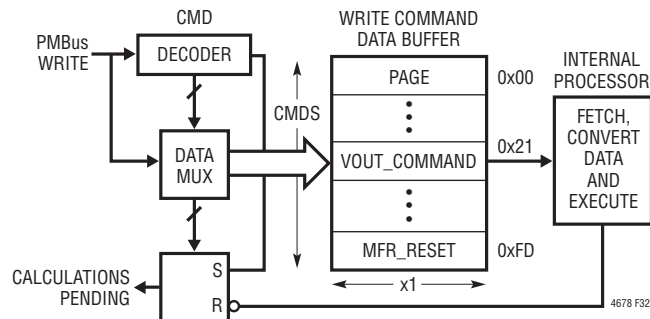 PMBus
WRITE
CMD
DECODER
DATA
MUX
S
R
CALCULATIONS
PENDING
CMDS
WRITE COMMAND
DATA BUFFER
PAGE
0x00
VOUT_COMMAND
0x21
MFR_RESET
0xFD
x1
INTERNAL
PROCESSOR
FETCH,
CONVERT
DATA
AND
EXECUTE
4678 F32